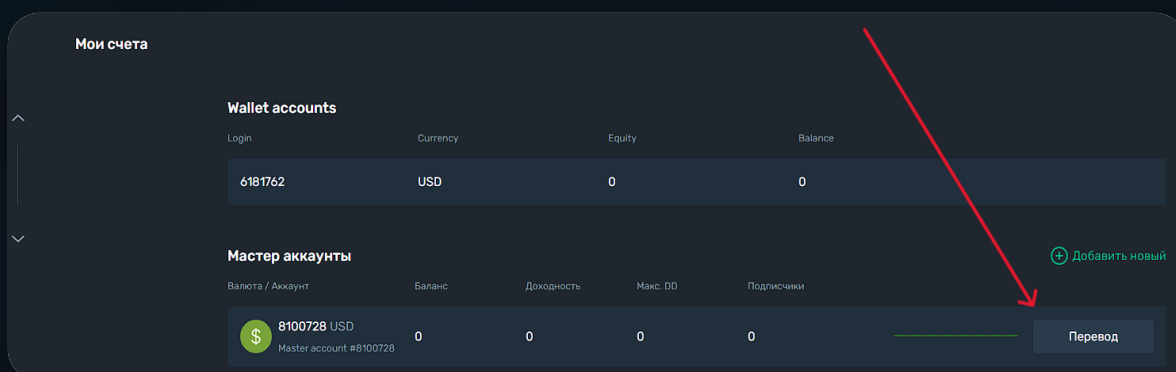 Мои счета
Wallet accounts
Login Currency Equity Balance
6181762 USD 0 0
Мастер аккаунты
Добавить новый
Валюта / Аккаунт Баланс Доходность Макс. DD Подписчики
$ 8100728 USD 0 0 0 0 Перевод
Master account #8100728